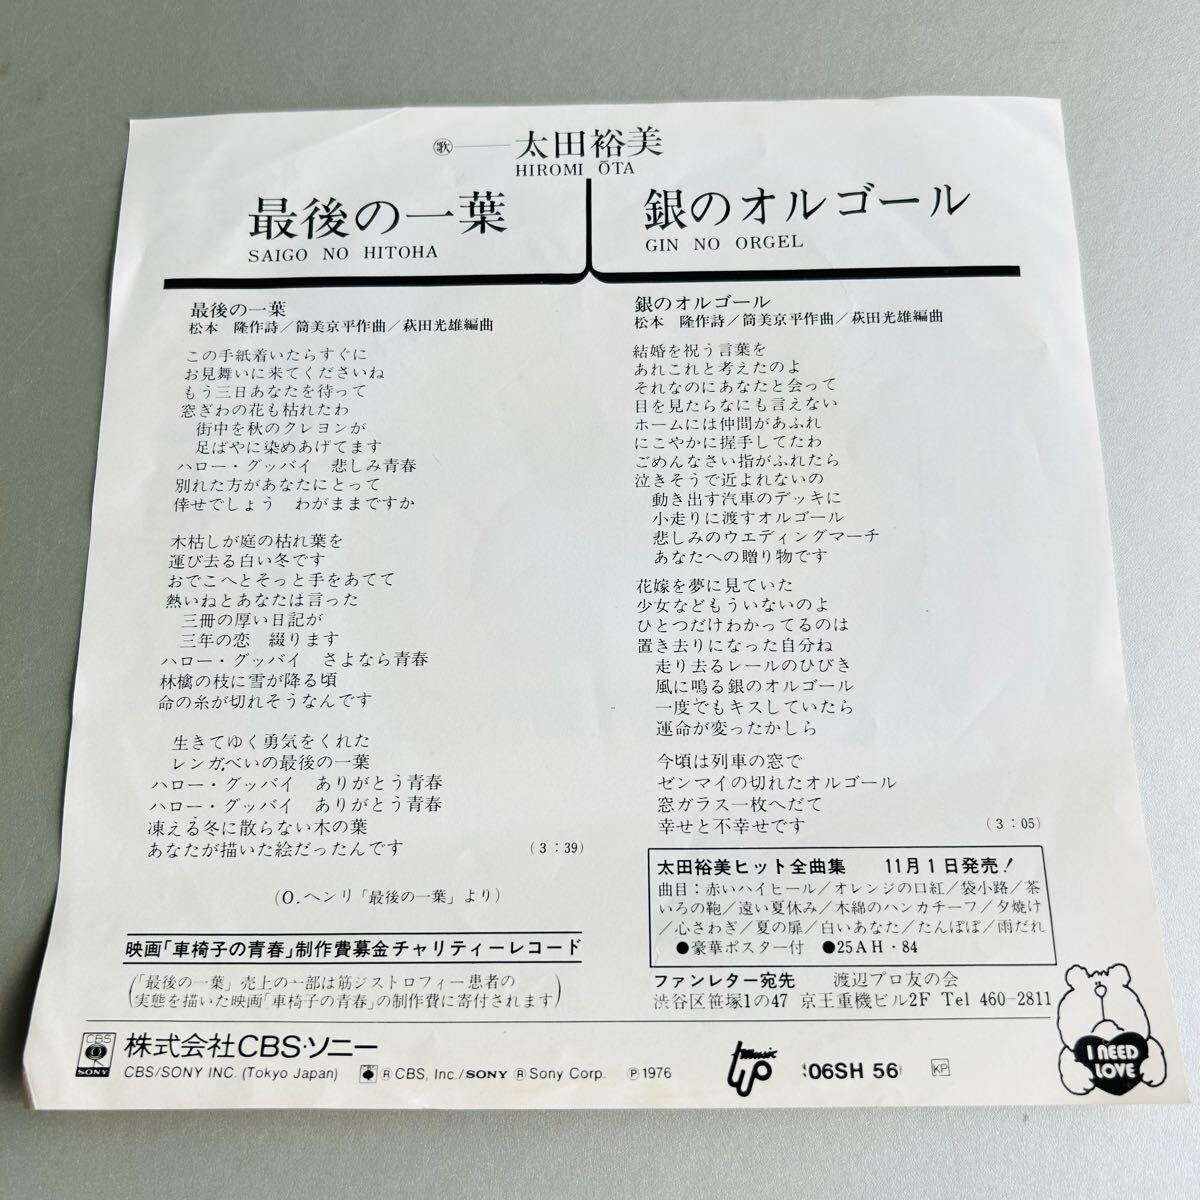 歌 太田裕美
HIROMI ŌTA
最後の一葉
SAIGO NO HITOHA
銀のオルゴール
GIN NO ORGEL
最後の一葉
松本 隆作詩/筒美京平作曲/萩田光雄編曲
この手紙着いたらすぐに
お見舞いに来てくださいね
もう三日あなたを待って
窓ぎわの花も枯れたわ
街中を秋のクレヨンが
足ばやに染めあげてます
ハロー・グッバイ 悲しみ青春
別れた方があなたにとって
倖せでしょう わがままですか
木枯しが庭の枯れ葉を
運び去る白い冬です
おでこへとそっと手をあてて
熱いねとあなたは言った
三冊の厚い日記が
三年の恋 綴ります
ハロー・グッバイ さよなら青春
林檎の枝に雪が降る頃
命の糸が切れそうなんです
生きてゆく勇気をくれた
レンガべいの最後の一葉
ハロー・グッバイ ありがとう青春
ハロー・グッバイ ありがとう青春
凍える冬に散らない木の葉
あなたが描いた絵だったんです (3:39)
(O.ヘンリ「最後の一葉」より)
映画「車椅子の青春」制作費募金チャリティーレコード
(「最後の一葉」売上の一部は筋ジストロフィー患者の
実態を描いた映画「車椅子の青春」の制作費に寄付されます)
銀のオルゴール
松本 隆作詩/筒美京平作曲/萩田光雄編曲
結婚を祝う言葉を
あれこれと考えたのよ
それなのにあなたと会って
目を見たらなにも言えない
ホームには仲間があふれ
にこやかに握手してたわ
ごめんなさい指がふれたら
泣きそうで近よれないの
動き出す汽車のデッキに
小走りに渡すオルゴール
悲しみのウエディングマーチ
あなたへの贈り物です
花嫁を夢に見ていた
少女などもういないのよ
ひとつだけわかってるのは
置き去りになった自分ね
走り去るレールのひびき
風に鳴る銀のオルゴール
一度でもキスしていたら
運命が変ったかしら
今頃は列車の窓で
ゼンマイの切れたオルゴール
窓ガラス一枚へだて
幸せと不幸せです (3:05)
太田裕美ヒット全曲集 11月1日発売!
曲目:赤いハイヒール/オレンジの口紅/袋小路/茶
いろの鞄/遠い夏休み/木綿のハンカチーフ/夕焼け
/心さわぎ/夏の扉/白いあなた/たんぽぽ/雨だれ
●豪華ポスター付 ●25AH・84
ファンレター宛先 渡辺プロ友の会
渋谷区笹塚1の47 京王重機ビル2F Tel 460-2811
CBS
SONY
株式会社CBS・ソニー
CBS/SONY INC. (Tokyo Japan) ® CBS, Inc./SONY ® Sony Corp. Ⓟ1976
music up
06SH 56
KP
I NEED
LOVE